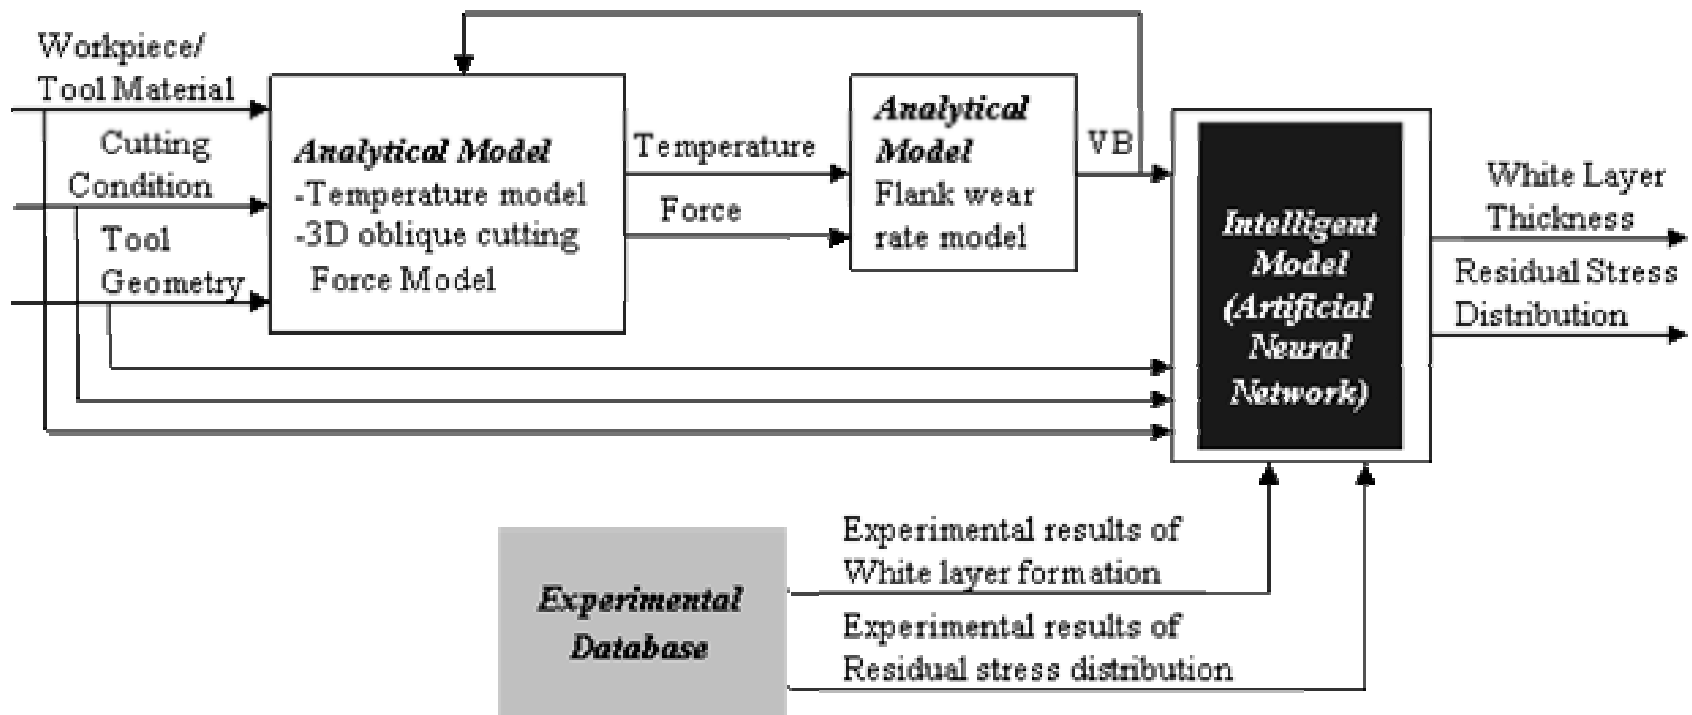 Workpiece/
Tool Material
Cutting
Condition
Tool
Geometry
Analytical Model
-Temperature model
-3D oblique cutting
Force Model
Temperature
Force
Analytical
Model
Flank wear
rate model
VB
Intelligent
Model
(Artificial
Neural
Network)
White Layer
Thickness
Residual Stress
Distribution
Experimental
Database
Experimental results of
White layer formation
Experimental results of
Residual stress distribution